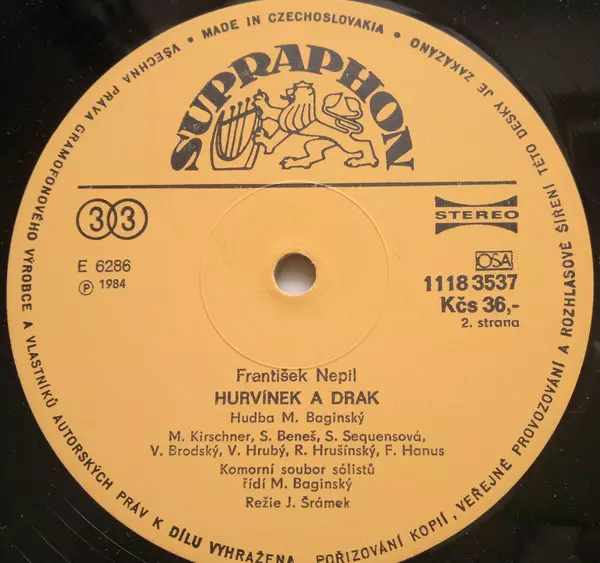 VŠECHNA PRÁVA GRAMOFONOVÉHO VÝROBCE A VLASTNÍKŮ AUTORSKÝCH PRÁV K DÍLU VYHRAŽENA. POŘIZOVÁNÍ KOPIÍ, VEŘEJNÉ PROVOZOVÁNÍ A ROZHLASOVÉ ŠÍŘENÍ TÉTO DESKY JE ZAKÁZÁNO • MADE IN CZECHOSLOVAKIA •
SUPRAPHON
33
STEREO
E 6286
Ⓟ 1984
OSA
1118 3537
Kčs 36,-
2. strana
František Nepil
HURVÍNEK A DRAK
Hudba M. Baginský
M. Kirschner, S. Beneš, S. Sequensová,
V. Brodský, V. Hrubý, R. Hrušínský, F. Hanus
Komorní soubor sólistů
řídí M. Baginský
Režie J. Šrámek